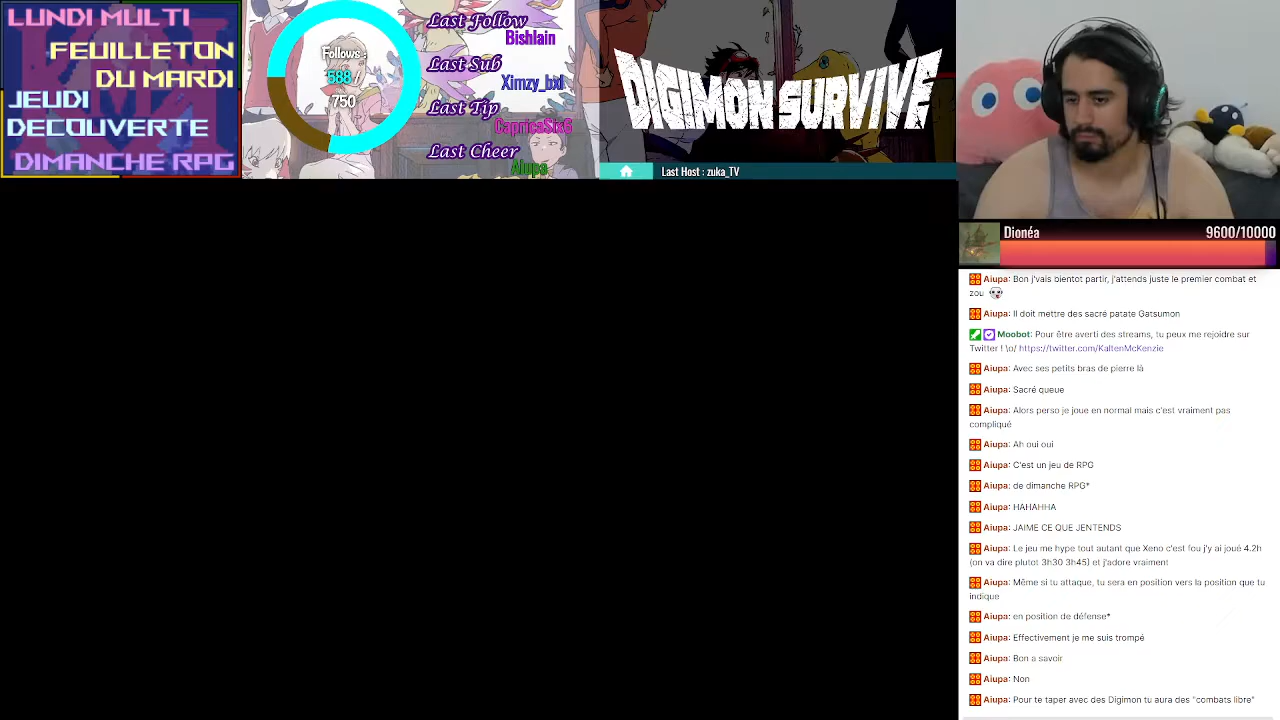 LUNDI MULTI
FEUILLETON
DU MARDI
JEUDI
DECOUVERTE
DIMANCHE RPG
Follows :
588 /
750
Last Follow
Bishlain
Last Sub
Ximzy_bxl
Last Tip
CapricaSix6
Last Cheer
Aiupa
DIGIMON SURVIVE
Last Host : zuka_TV
Dionéa 9600/10000
Aiupa: Bon j'vais bientot partir, j'attends juste le premier combat et
zou
Aiupa: Il doit mettre des sacré patate Gatsumon
Moobot: Pour être averti des streams, tu peux me rejoidre sur
Twitter ! \o/ https://twitter.com/KaltenMcKenzie
Aiupa: Avec ses petits bras de pierre là
Aiupa: Sacré queue
Aiupa: Alors perso je joue en normal mais c'est vraiment pas
compliqué
Aiupa: Ah oui oui
Aiupa: C'est un jeu de RPG
Aiupa: de dimanche RPG*
Aiupa: HAHAHHA
Aiupa: JAIME CE QUE JENTENDS
Aiupa: Le jeu me hype tout autant que Xeno c'est fou j'y ai joué 4.2h
(on va dire plutot 3h30 3h45) et j'adore vraiment
Aiupa: Même si tu attaque, tu sera en position vers la position que tu
indique
Aiupa: en position de défense*
Aiupa: Effectivement je me suis trompé
Aiupa: Bon a savoir
Aiupa: Non
Aiupa: Pour te taper avec des Digimon tu aura des "combats libre"